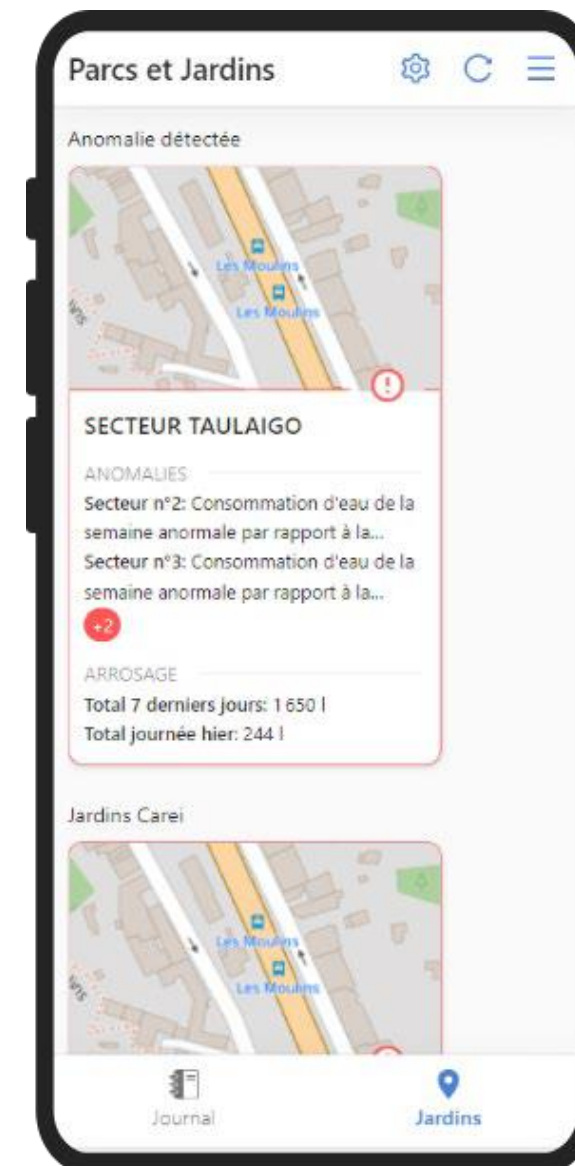 Parcs et Jardins
Anomalie détectée
Les Moulins
Les Moulins
SECTEUR TAULAIGO
ANOMALIES
Secteur n°2: Consommation d'eau de la
semaine anormale par rapport à la...
Secteur n°3: Consommation d'eau de la
semaine anormale par rapport à la...
+2
ARROSAGE
Total 7 derniers jours: 1 650 l
Total journée hier: 244 l
Jardins Carei
Les Moulins
Les Moulins
Journal
Jardins